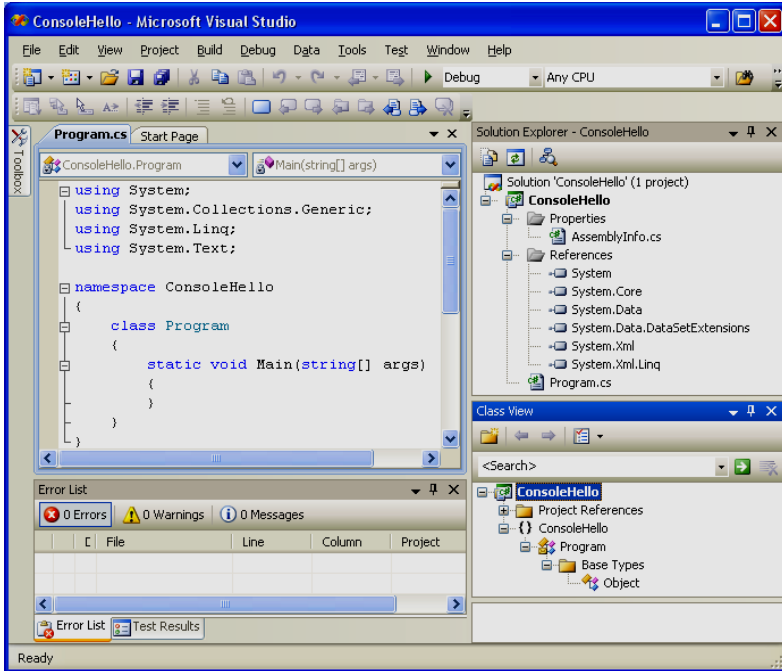 ConsoleHello - Microsoft Visual Studio
File Edit View Project Build Debug Data Tools Test Window Help
Debug Any CPU
Toolbox
Program.cs Start Page
ConsoleHello.Program Main(string[] args)
using System;
using System.Collections.Generic;
using System.Linq;
using System.Text;
namespace ConsoleHello
{
class Program
{
static void Main(string[] args)
{
}
}
}
Error List
0 Errors 0 Warnings 0 Messages
File Line Column Project
Error List Test Results
Solution Explorer - ConsoleHello
Solution 'ConsoleHello' (1 project)
ConsoleHello
Properties
AssemblyInfo.cs
References
System
System.Core
System.Data
System.Data.DataSetExtensions
System.Xml
System.Xml.Linq
Program.cs
Class View
<Search>
ConsoleHello
Project References
{} ConsoleHello
Program
Base Types
Object
Ready